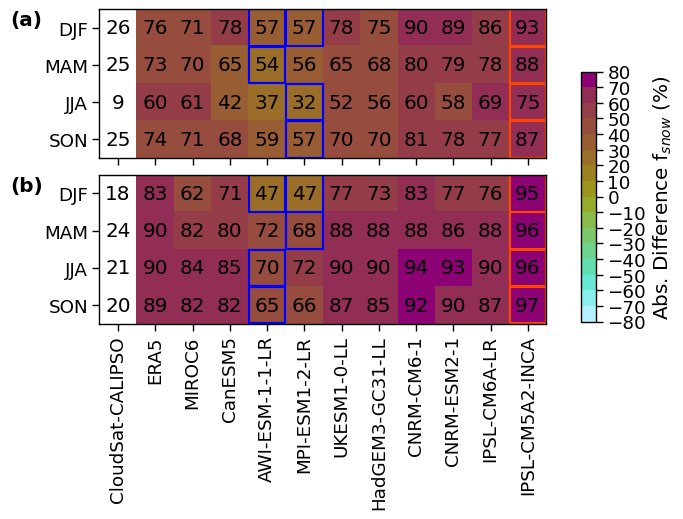 (a)
DJF 26 76 71 78 57 57 78 75 90 89 86 93
MAM 25 73 70 65 54 56 65 68 80 79 78 88
JJA 9 60 61 42 37 32 52 56 60 58 69 75
SON 25 74 71 68 59 57 70 70 81 78 77 87
(b)
DJF 18 83 62 71 47 47 77 73 83 77 76 95
MAM 24 90 82 80 72 68 88 88 88 86 88 96
JJA 21 90 84 85 70 72 90 90 94 93 90 96
SON 20 89 82 82 65 66 87 85 92 90 87 97
CloudSat-CALIPSO
ERA5
MIROC6
CanESM5
AWI-ESM-1-1-LR
MPI-ESM1-2-LR
UKESM1-0-LL
HadGEM3-GC31-LL
CNRM-CM6-1
CNRM-ESM2-1
IPSL-CM6A-LR
IPSL-CM5A2-INCA
80
70
60
50
40
30
20
10
0
−10
−20
−30
−40
−50
−60
−70
−80
Abs. Difference f_snow (%)